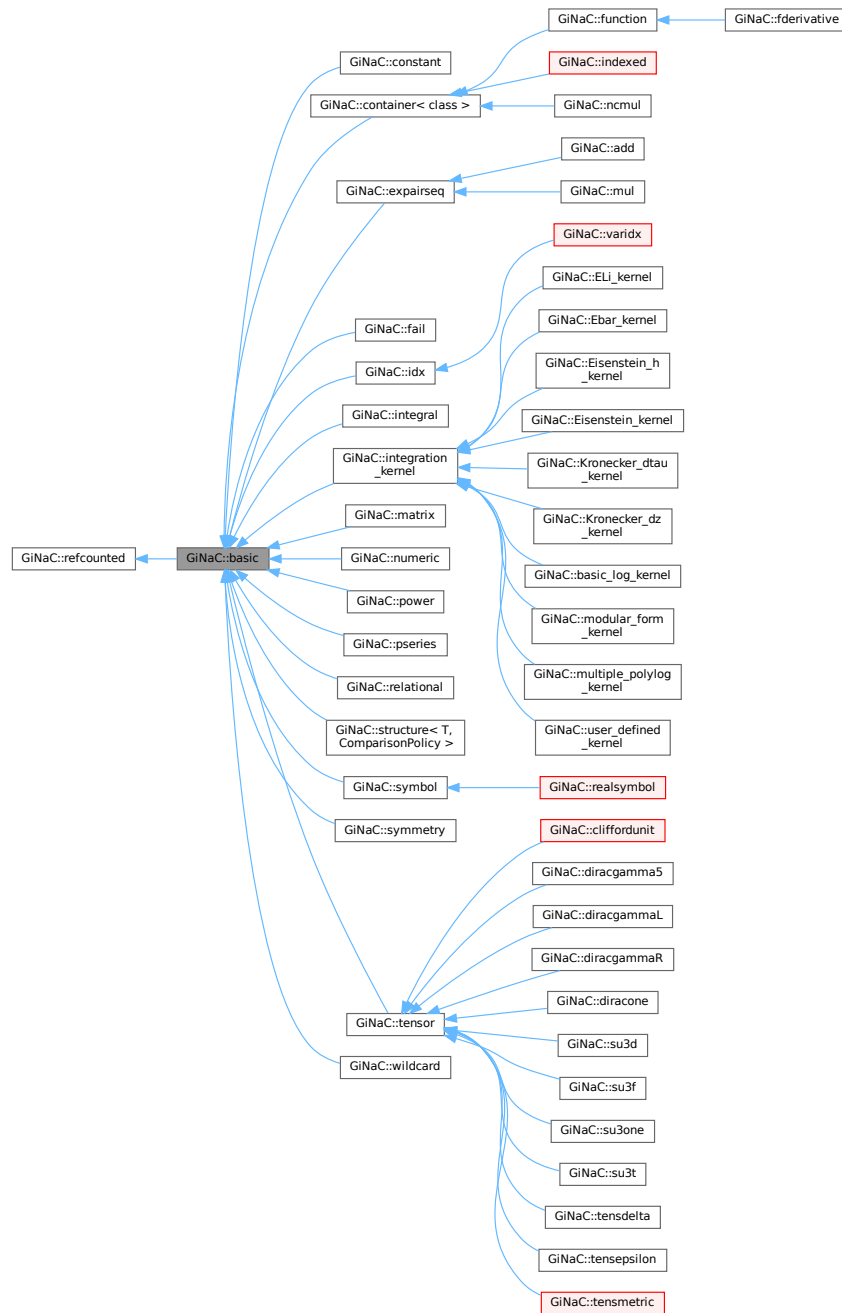 GiNaC::function
GiNaC::fderivative
GiNaC::constant
GiNaC::indexed
GiNaC::container< class >
GiNaC::ncmul
GiNaC::add
GiNaC::expairseq
GiNaC::mul
GiNaC::varidx
GiNaC::ELi_kernel
GiNaC::Ebar_kernel
GiNaC::fail
GiNaC::Eisenstein_h
_kernel
GiNaC::idx
GiNaC::integral
GiNaC::Eisenstein_kernel
GiNaC::integration
_kernel
GiNaC::Kronecker_dtau
_kernel
GiNaC::matrix
GiNaC::Kronecker_dz
_kernel
GiNaC::refcounted
GiNaC::basic
GiNaC::numeric
GiNaC::basic_log_kernel
GiNaC::power
GiNaC::modular_form
_kernel
GiNaC::pseries
GiNaC::relational
GiNaC::multiple_polylog
_kernel
GiNaC::structure< T,
ComparisonPolicy >
GiNaC::user_defined
_kernel
GiNaC::symbol
GiNaC::realsymbol
GiNaC::symmetry
GiNaC::cliffordunit
GiNaC::diracgamma5
GiNaC::diracgammaL
GiNaC::diracgammaR
GiNaC::diracone
GiNaC::tensor
GiNaC::su3d
GiNaC::wildcard
GiNaC::su3f
GiNaC::su3one
GiNaC::su3t
GiNaC::tensdelta
GiNaC::tensepsilon
GiNaC::tensmetric